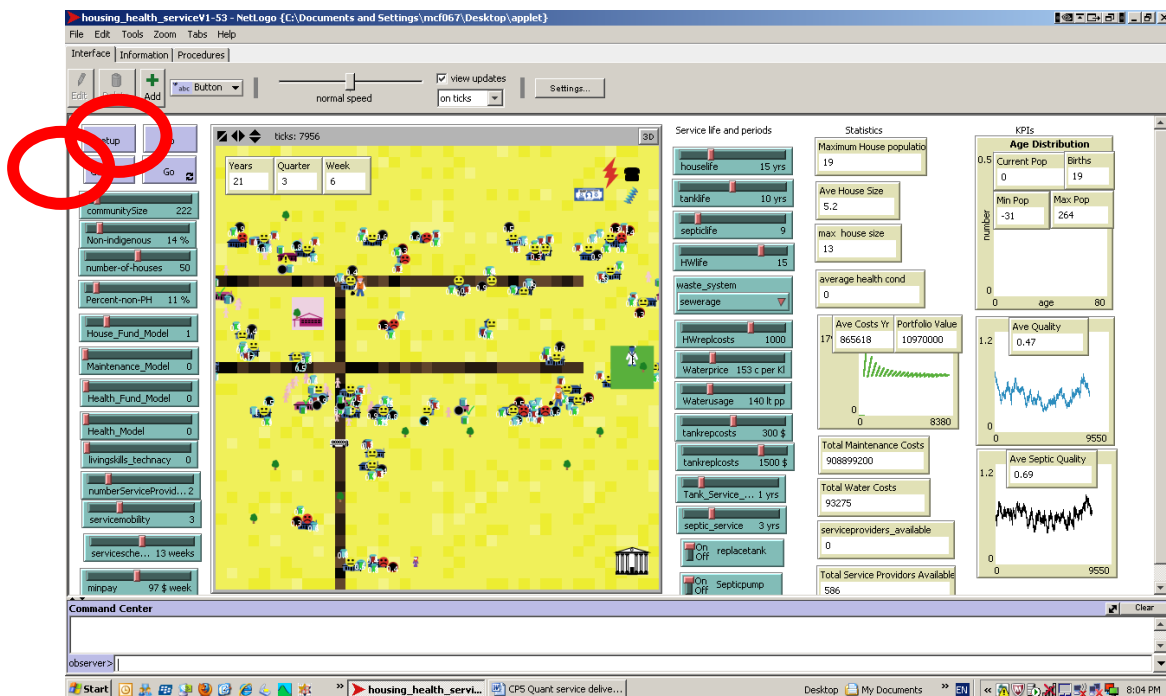 housing_health_serviceV1-53 - NetLogo {C:\Documents and Settings\mcf067\Desktop\applet}
File Edit Tools Zoom Tabs Help
Interface Information Procedures
Edit Add abc Button normal speed view updates on ticks Settings...
ticks: 7956 3D
Go
Years Quarter Week
21 3 6
communitySize 222
Non-indigenous 14 %
number-of-houses 50
Percent-non-PH 11 %
House_Fund_Model 1
Maintenance_Model 0
Health_Fund_Model 0
Health_Model 0
livingskills_technacy 0
numberServiceProvid... 2
servicemobility 3
servicesche... 13 weeks
minpay 97 $ week
Service life and periods
houselife 15 yrs
tanklife 10 yrs
septiclife 9
HWlife 15
waste_system
sewerage
HWreplcosts 1000
Waterprice 153 c per Kl
Waterusage 140 lt pp
tankrepcosts 300 $
tankreplcosts 1500 $
Tank_Service_... 1 yrs
septic_service 3 yrs
On
Off replacetank
On
Off Septicpump
Statistics
Maximum House populatio
19
Ave House Size
5.2
max house size
13
average health cond
0
Ave Costs Yr Portfolio Value
865618 10970000
0
0 8380
Total Maintenance Costs
908899200
Total Water Costs
93275
serviceproviders_available
0
Total Service Providors Available
586
KPIs
Age Distribution
0.5 Current Pop Births
0 19
Min Pop Max Pop
-31 264
number
0
0 age 80
Ave Quality
1.2 0.47
0
0 9550
Ave Septic Quality
1.2 0.69
0
0 9550
Command Center Clear
observer>
Start housing_health_servi... CP5 Quant service delive... Desktop My Documents EN 8:04 PM